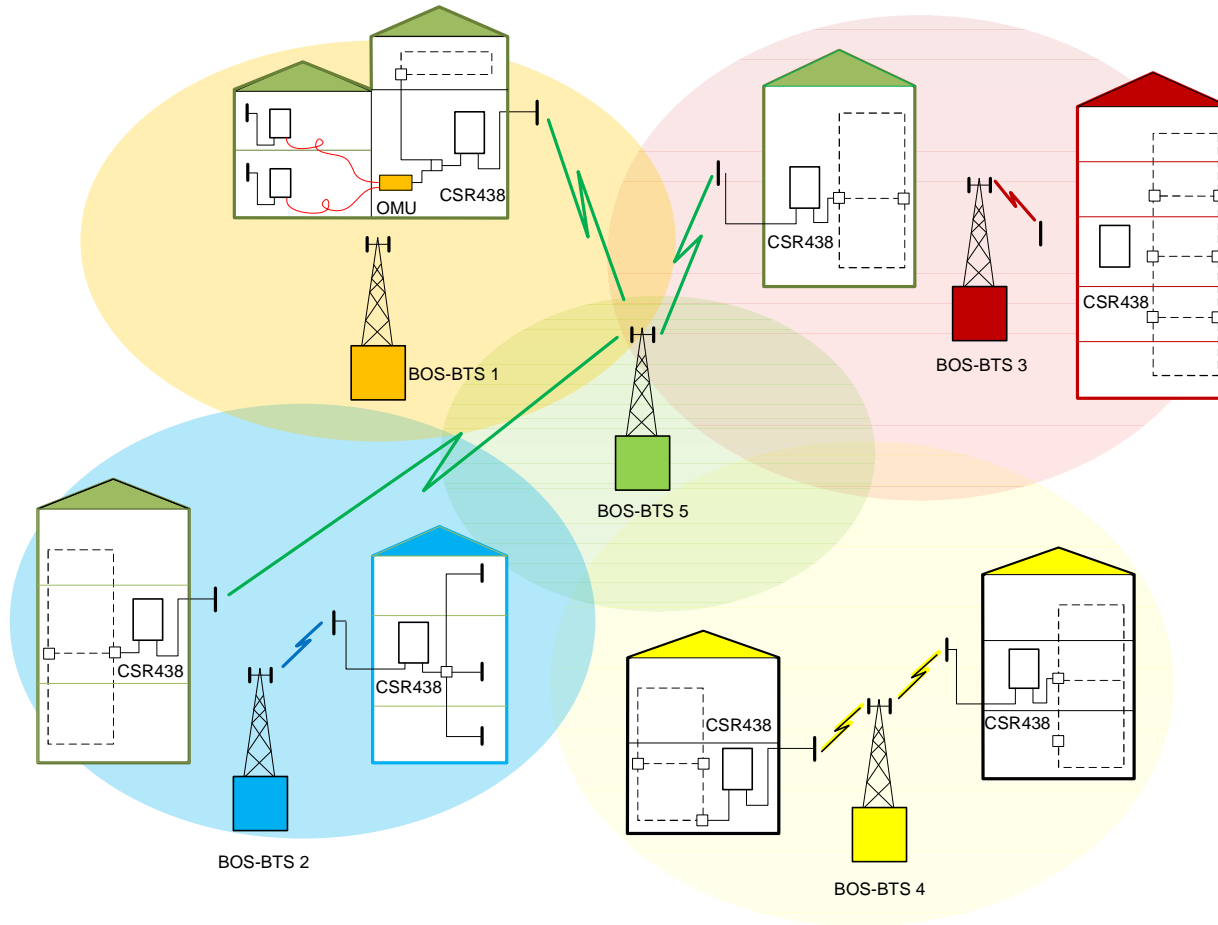 CSR438
OMU
CSR438
CSR438
BOS-BTS 1
BOS-BTS 3
BOS-BTS 5
CSR438
CSR438
CSR438
CSR438
BOS-BTS 2
BOS-BTS 4